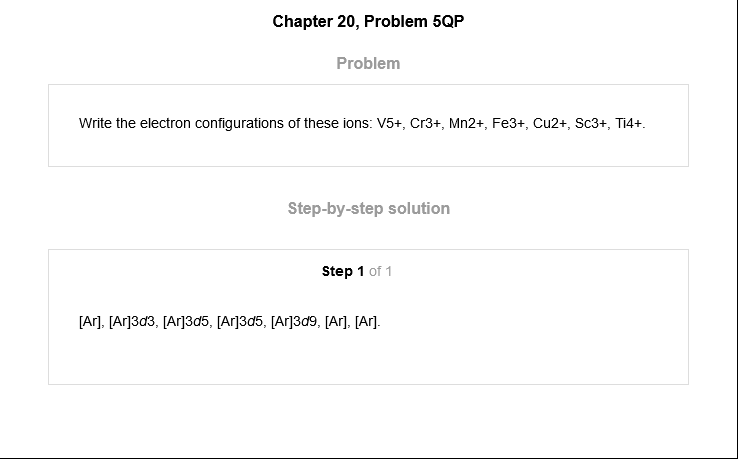 Chapter 20, Problem 5QP
Problem
Write the electron configurations of these ions: V5+, Cr3+, Mn2+, Fe3+, Cu2+, Sc3+, Ti4+.
Step-by-step solution
Step 1 of 1
[Ar], [Ar]3d3, [Ar]3d5, [Ar]3d5, [Ar]3d9, [Ar], [Ar].